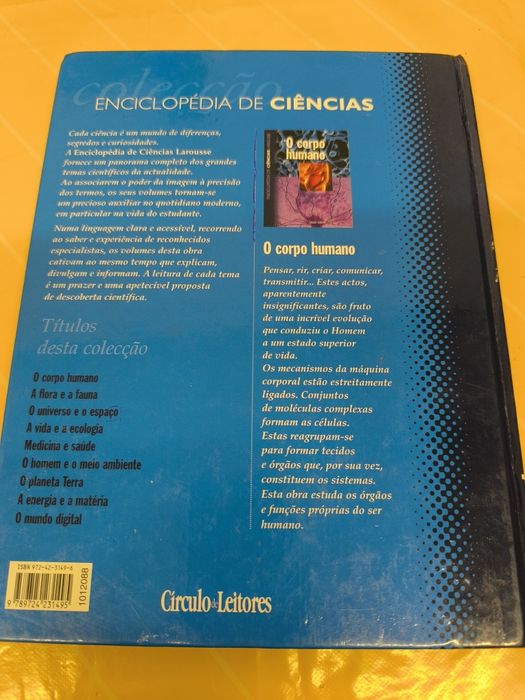 colecção
ENCICLOPÉDIA DE CIÊNCIAS
Cada ciência é um mundo de diferenças,
segredos e curiosidades.
A Enciclopédia de Ciências Larousse
fornece um panorama completo dos grandes
temas científicos da actualidade.
Ao associarem o poder da imagem à precisão
dos termos, os seus volumes tornam-se
um precioso auxiliar no quotidiano moderno,
em particular na vida do estudante.
Numa linguagem clara e acessível, recorrendo
ao saber e experiência de reconhecidos
especialistas, os volumes desta obra
cativam ao mesmo tempo que explicam,
divulgam e informam. A leitura de cada tema
é um prazer e uma apetecível proposta
de descoberta científica.
Títulos
desta colecção
O corpo humano
A flora e a fauna
O universo e o espaço
A vida e a ecologia
Medicina e saúde
O homem e o meio ambiente
O planeta Terra
A energia e a matéria
O mundo digital
O corpo
humano
O corpo humano
Pensar, rir, criar, comunicar,
transmitir... Estes actos,
aparentemente
insignificantes, são fruto
de uma incrível evolução
que conduziu o Homem
a um estado superior
de vida.
Os mecanismos da máquina
corporal estão estreitamente
ligados. Conjuntos
de moléculas complexas
formam as células.
Estas reagrupam-se
para formar tecidos
e órgãos que, por sua vez,
constituem os sistemas.
Esta obra estuda os órgãos
e funções próprias do ser
humano.
ISBN 972-42-3149-6
9 789724 231495
1012088
Círculo de Leitores